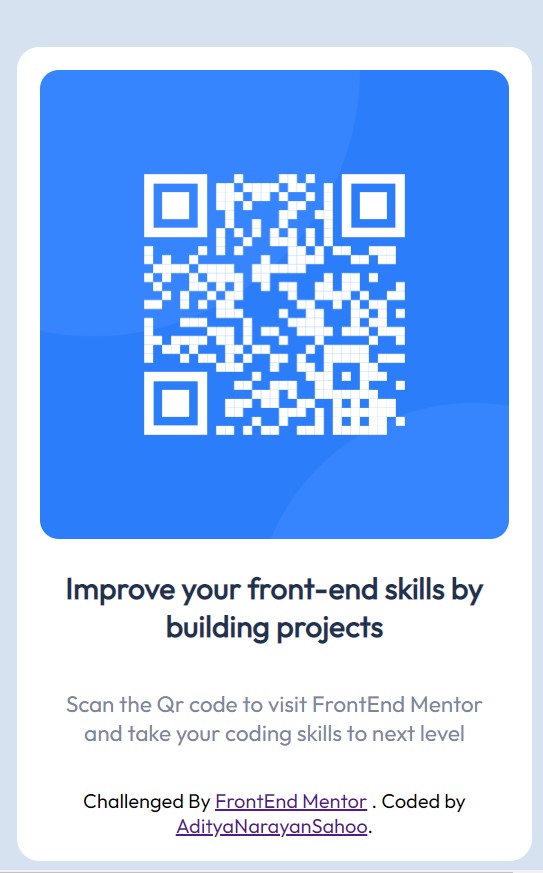 Improve your front-end skills by
building projects
Scan the Qr code to visit FrontEnd Mentor
and take your coding skills to next level
Challenged By FrontEnd Mentor . Coded by
AdityaNarayanSahoo.